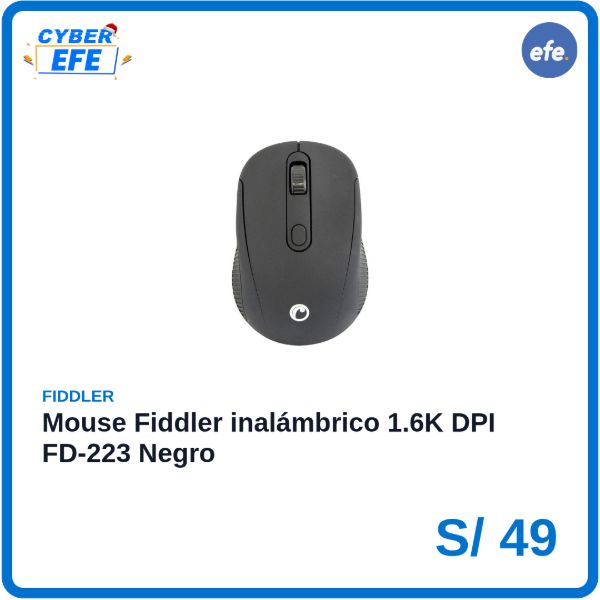 CYBER
EFE
efe.
FIDDLER
Mouse Fiddler inalámbrico 1.6K DPI
FD-223 Negro
S/ 49